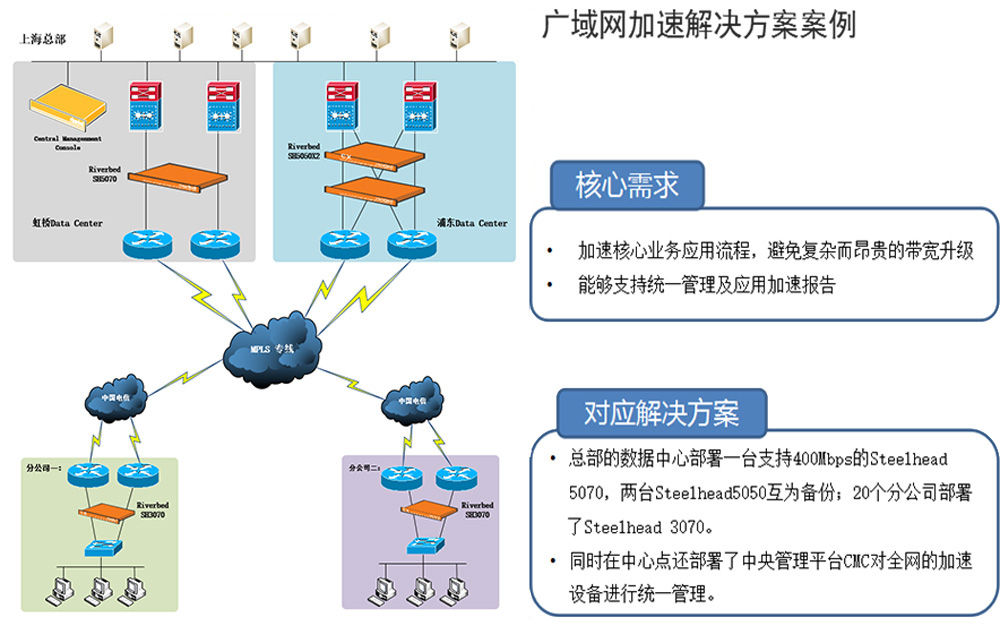 广域网加速解决方案案例
上海总部
Central Management
Console
Riverbed
SH5070
虹桥Data Center
Riverbed
SH5050X2
浦东Data Center
MPLS 专线
中国电信
中国电信
分公司一:
Riverbed
SH3070
分公司二:
Riverbed
SH3070
核心需求
• 加速核心业务应用流程，避免复杂而昂贵的带宽升级
• 能够支持统一管理及应用加速报告
对应解决方案
• 总部的数据中心部署一台支持400Mbps的Steelhead
5070，两台Steelhead5050互为备份；20个分公司部署
了Steelhead 3070。
• 同时在中心点还部署了中央管理平台CMC对全网的加速
设备进行统一管理。